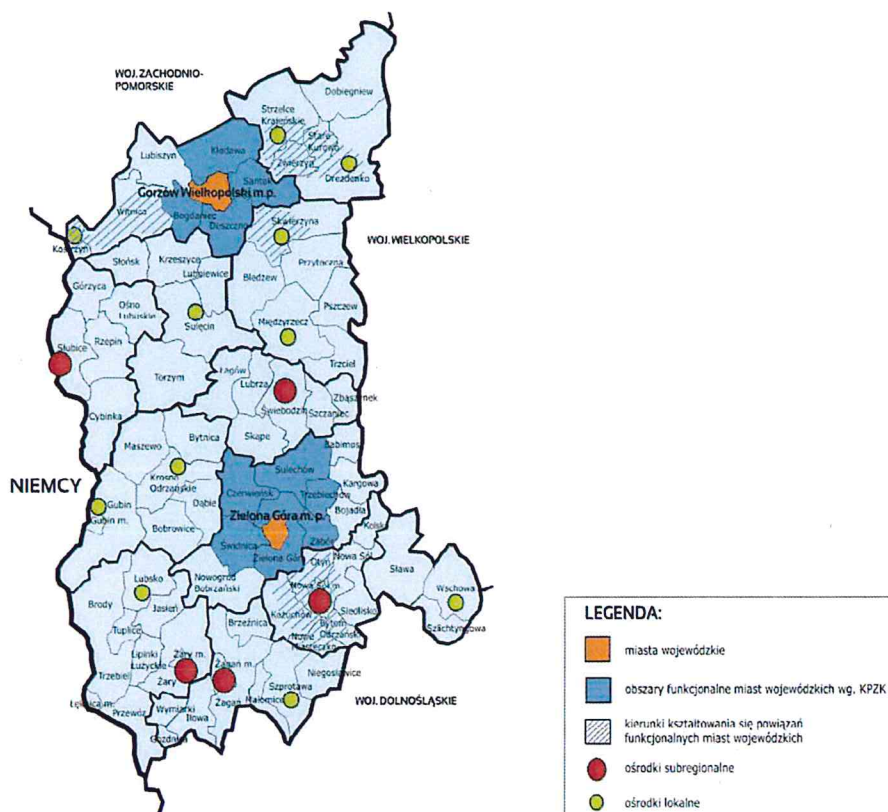 WOJ. ZACHODNIO-
POMORSKIE
Dobiegniew
Strzelce
Krajeńskie
Stare
Kurowo
Zwierzyn
Drezdenko
Kłodawa
Lubiszyn
Santok
Gorzów Wielkopolski m.p.
Witnica
Bogdaniec
Deszczno
Skwierzyna
Kostrzyn
WOJ. WIELKOPOLSKIE
Słońsk
Krzeszyce
Lubniewice
Bledzew
Przytoczna
Górzyca
Ośno
Lubuskie
Sulęcin
Międzyrzecz
Pszczew
Słubice
Rzepin
Trzciel
Torzym
Łagów
Lubrza
Świebodzin
Zbąszynek
Szczaniec
Cybinka
Skąpe
Maszewo
Bytnica
Babimost
Sulechów
NIEMCY
Krosno
Odrzańskie
Czerwieńsk
Trzebiechów
Kargowa
Bojadła
Gubin
Gubin m.
Dąbie
Zielona Góra m. p.
Kolsko
Bobrowice
Świdnica
Zielona Góra
Zabór
Otyń
Nowa Sól
Sława
Nowogród
Bobrzański
Nowa Sól m.
Lubsko
Wschowa
Brody
Jasień
Kożuchów
Siedlisko
Szlichtyngowa
Tuplice
Brzeźnica
Bytom
Odrzański
Nowe
Miasteczko
Lipinki
Łużyckie
Żary m.
Żagań m.
Niegosławice
Trzebiel
Żary
Szprotawa
Małomice
WOJ. DOLNOŚLĄSKIE
Łęknica m.
Przewóz
Wymiarki
Iłowa
Żagań
Gozdnica
LEGENDA:
miasta wojewódzkie
obszary funkcjonalne miast wojewódzkich wg. KPZK
kierunki kształtowania się powiązań
funkcjonalnych miast wojewódzkich
ośrodki subregionalne
ośrodki lokalne